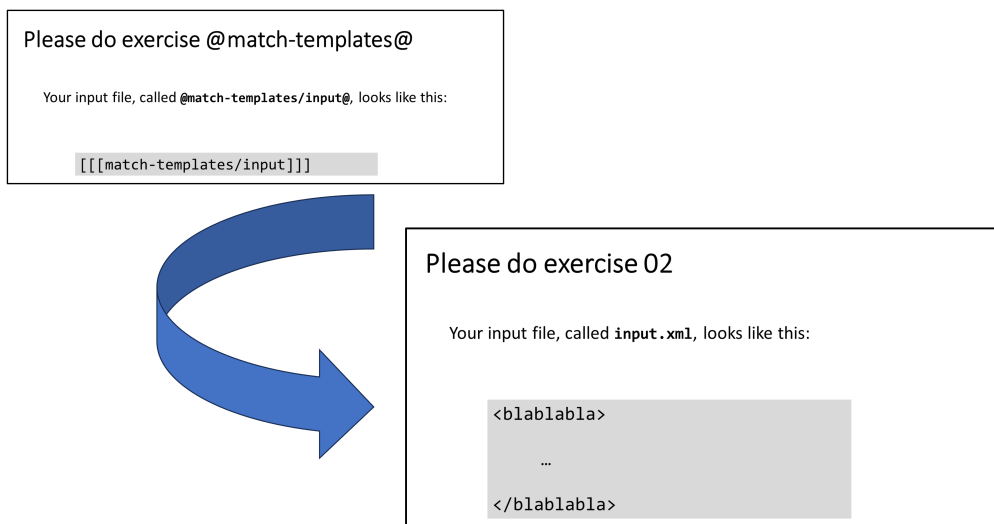 Please do exercise @match-templates@
Your input file, called @match-templates/input@, looks like this:
[[[match-templates/input]]]
Please do exercise 02
Your input file, called input.xml, looks like this:
<blablabla>
…
</blablabla>